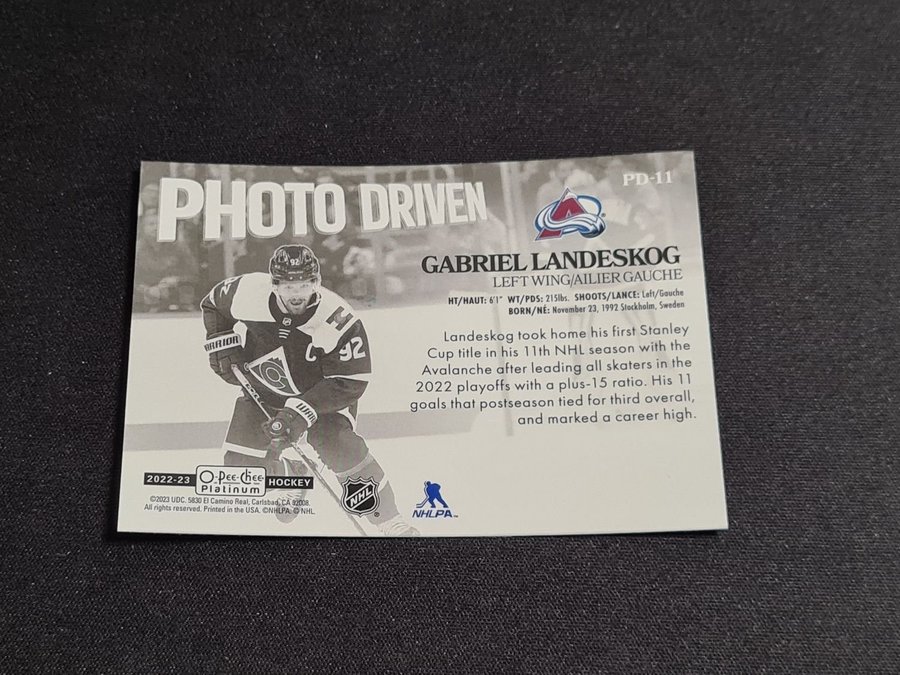 PHOTO DRIVEN
PD-11
GABRIEL LANDESKOG
LEFT WING/AILIER GAUCHE
HT/HAUT: 6'1" WT/PDS: 215lbs. SHOOTS/LANCE: Left/Gauche
BORN/NÉ: November 23, 1992 Stockholm, Sweden
Landeskog took home his first Stanley
Cup title in his 11th NHL season with the
Avalanche after leading all skaters in the
2022 playoffs with a plus-15 ratio. His 11
goals that postseason tied for third overall,
and marked a career high.
92
WARRIOR
C 92
2022-23 O-Pee-Chee Platinum HOCKEY
©2023 UDC. 5830 El Camino Real, Carlsbad, CA 92008.
All rights reserved. Printed in the USA. ©NHLPA. © NHL.
NHL
NHLPA™